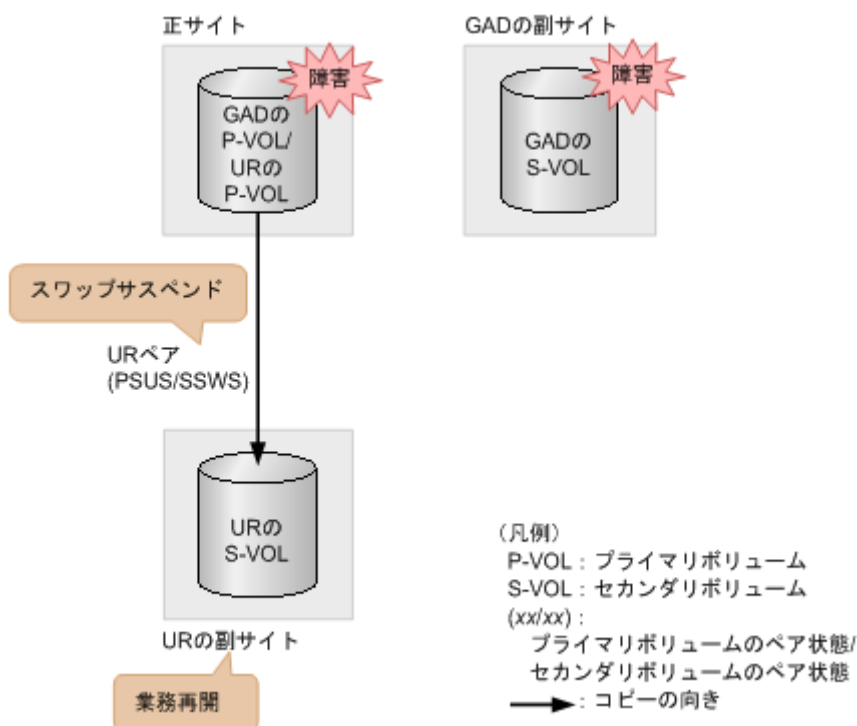 正サイト
GADの副サイト
障害
障害
GADの
P-VOL/
URの
P-VOL
GADの
S-VOL
スワップサスペンド
URペア
(PSUS/SSWS)
URの
S-VOL
URの副サイト
業務再開
（凡例）
P-VOL：プライマリボリューム
S-VOL：セカンダリボリューム
(xx/xx)：
プライマリボリュームのペア状態/
セカンダリボリュームのペア状態
：コピーの向き